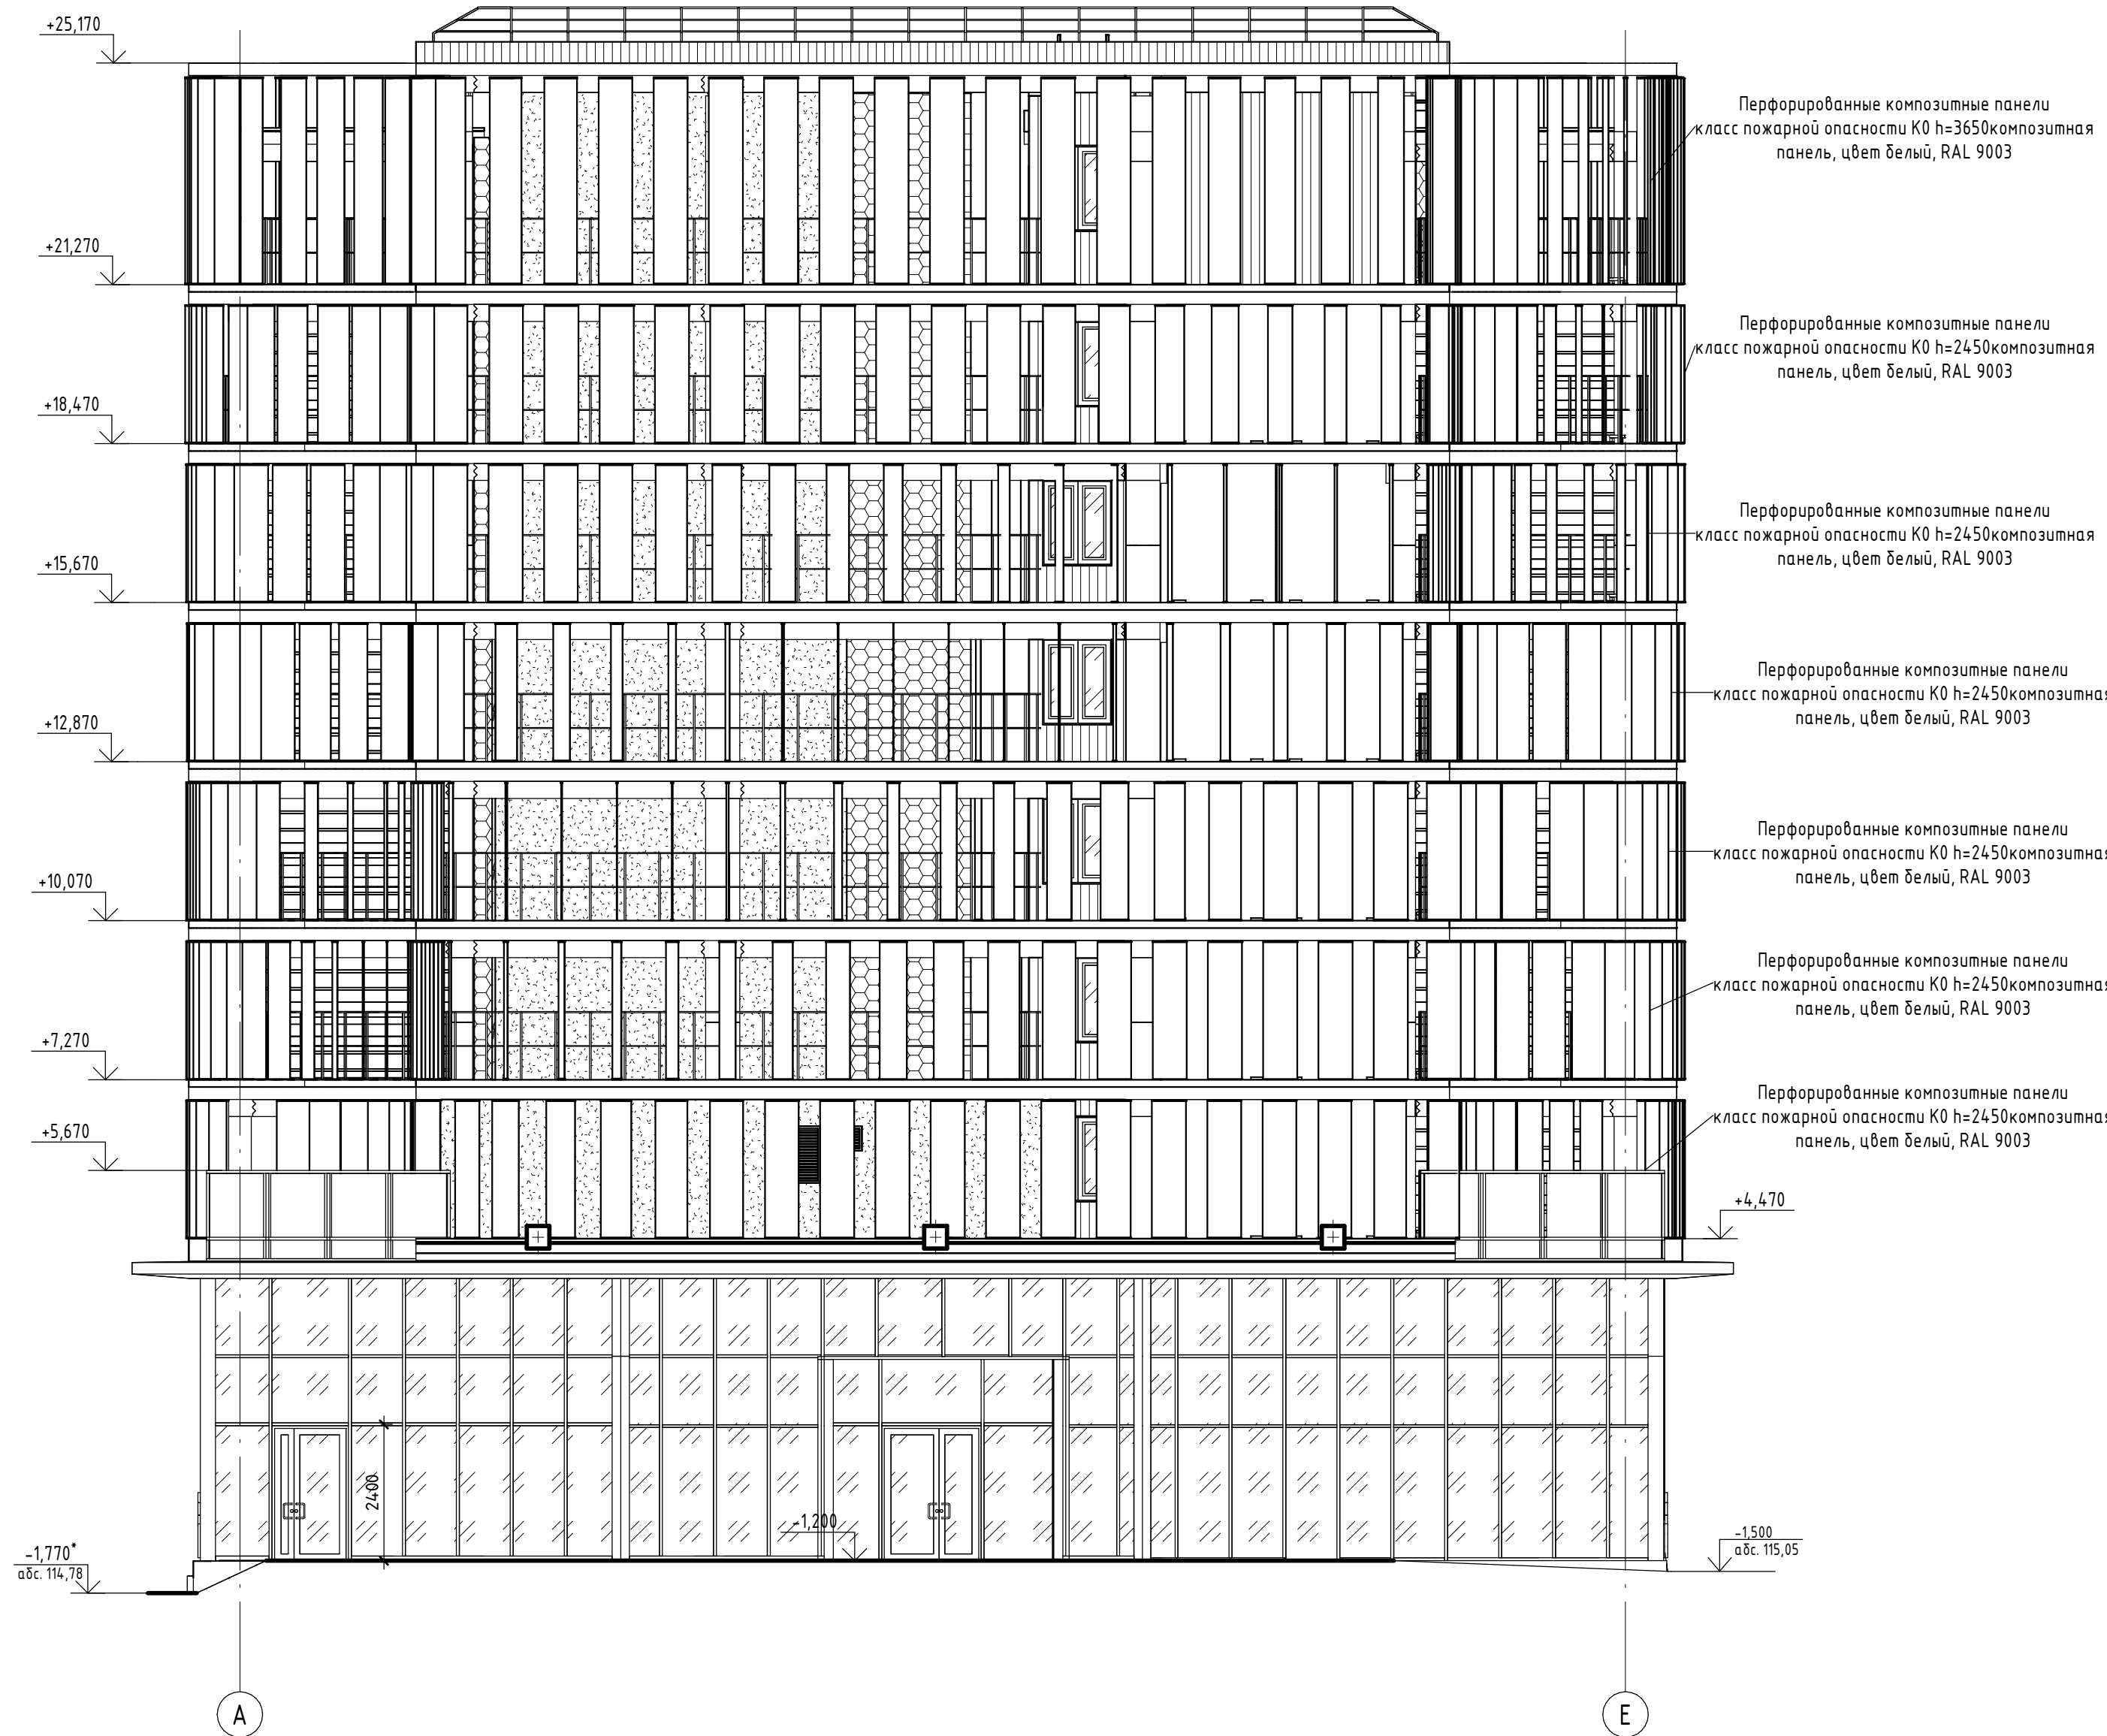 +25,170
Перфорированные композитные панели
класс пожарной опасности К0 h=3650композитная
панель, цвет белый, RAL 9003
+21,270
Перфорированные композитные панели
класс пожарной опасности К0 h=2450композитная
панель, цвет белый, RAL 9003
+18,470
Перфорированные композитные панели
класс пожарной опасности К0 h=2450композитная
панель, цвет белый, RAL 9003
+15,670
Перфорированные композитные панели
класс пожарной опасности К0 h=2450композитная
панель, цвет белый, RAL 9003
+12,870
Перфорированные композитные панели
класс пожарной опасности К0 h=2450композитная
панель, цвет белый, RAL 9003
+10,070
Перфорированные композитные панели
класс пожарной опасности К0 h=2450композитная
панель, цвет белый, RAL 9003
+7,270
Перфорированные композитные панели
класс пожарной опасности К0 h=2450композитная
панель, цвет белый, RAL 9003
+5,670
+4,470
2400
-1,200
-1,770*
абс. 114,78
-1,500
абс. 115,05
А
Е